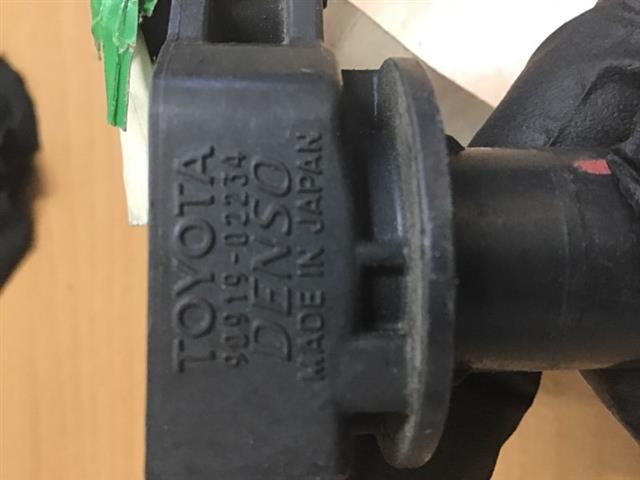 TOYOTA
90919-02234
DENSO
MADE IN JAPAN